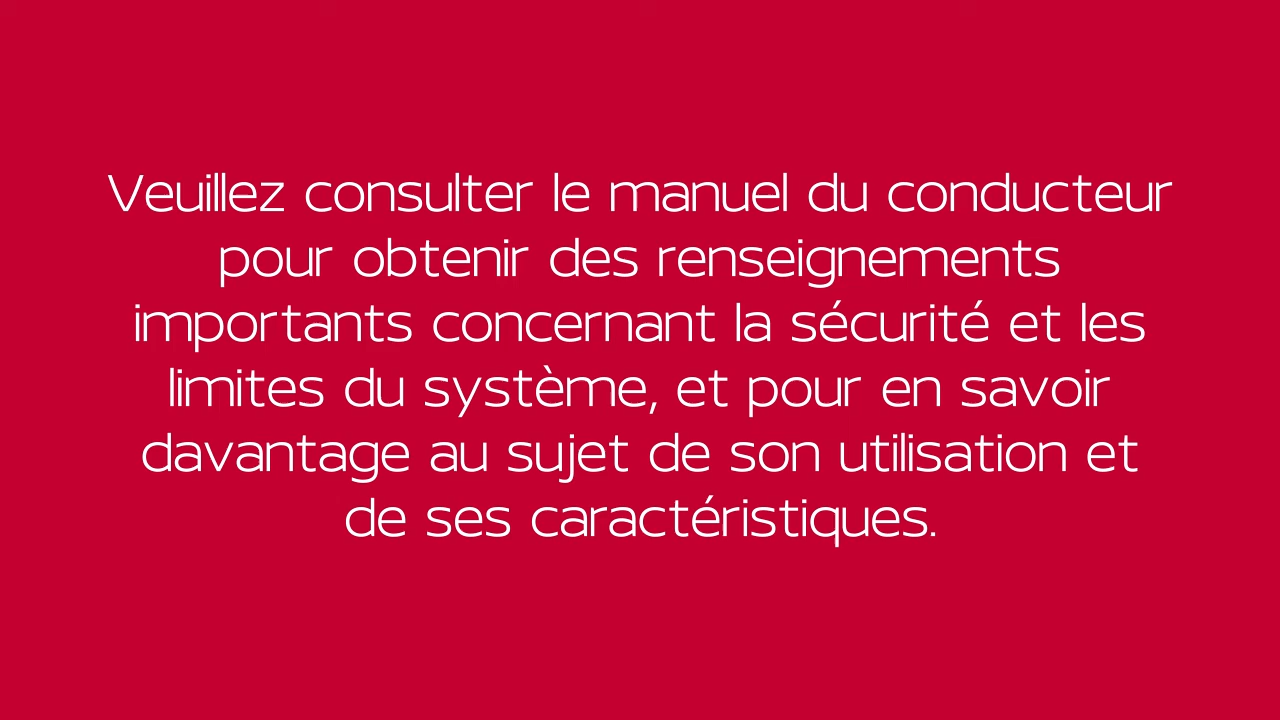 Veuillez consulter le manuel du conducteur
pour obtenir des renseignements
importants concernant la sécurité et les
limites du système, et pour en savoir
davantage au sujet de son utilisation et
de ses caractéristiques.